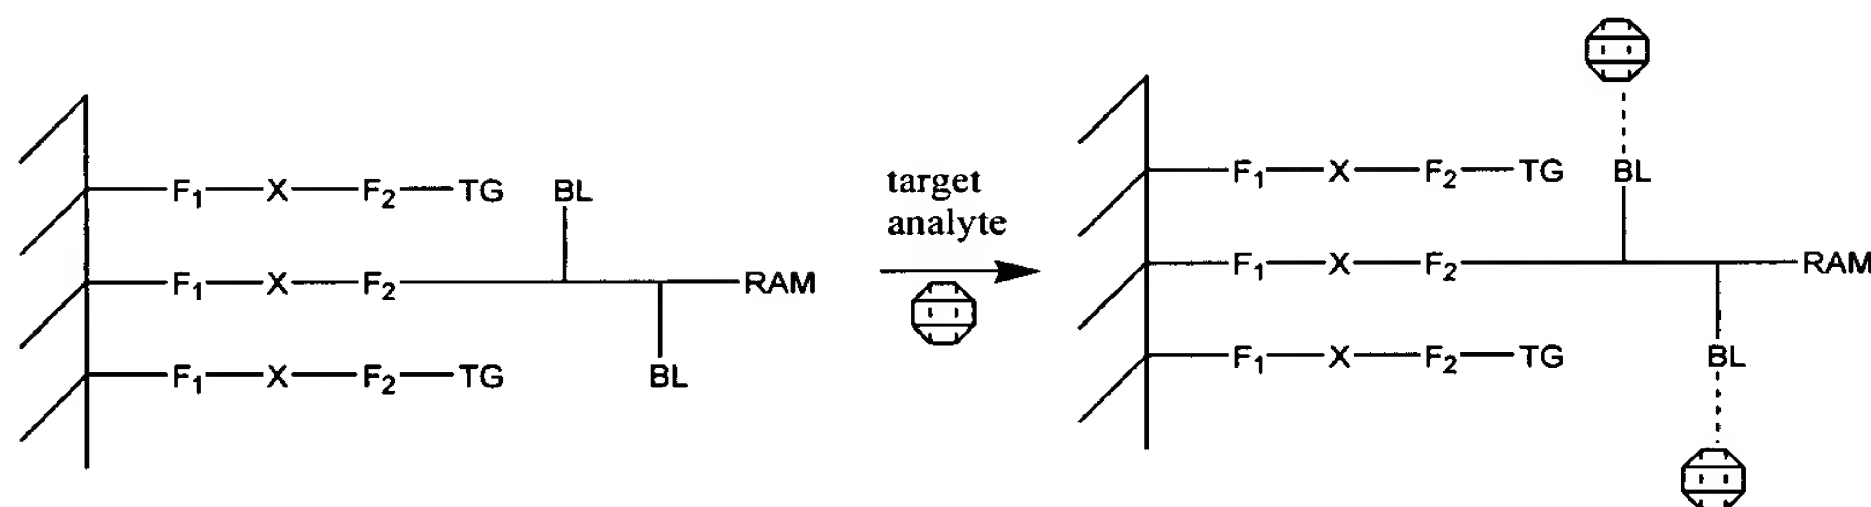 F₁—X—F₂—TG
BL
F₁—X—F₂
RAM
F₁—X—F₂—TG
BL
target
analyte
F₁—X—F₂—TG
BL
F₁—X—F₂
RAM
F₁—X—F₂—TG
BL